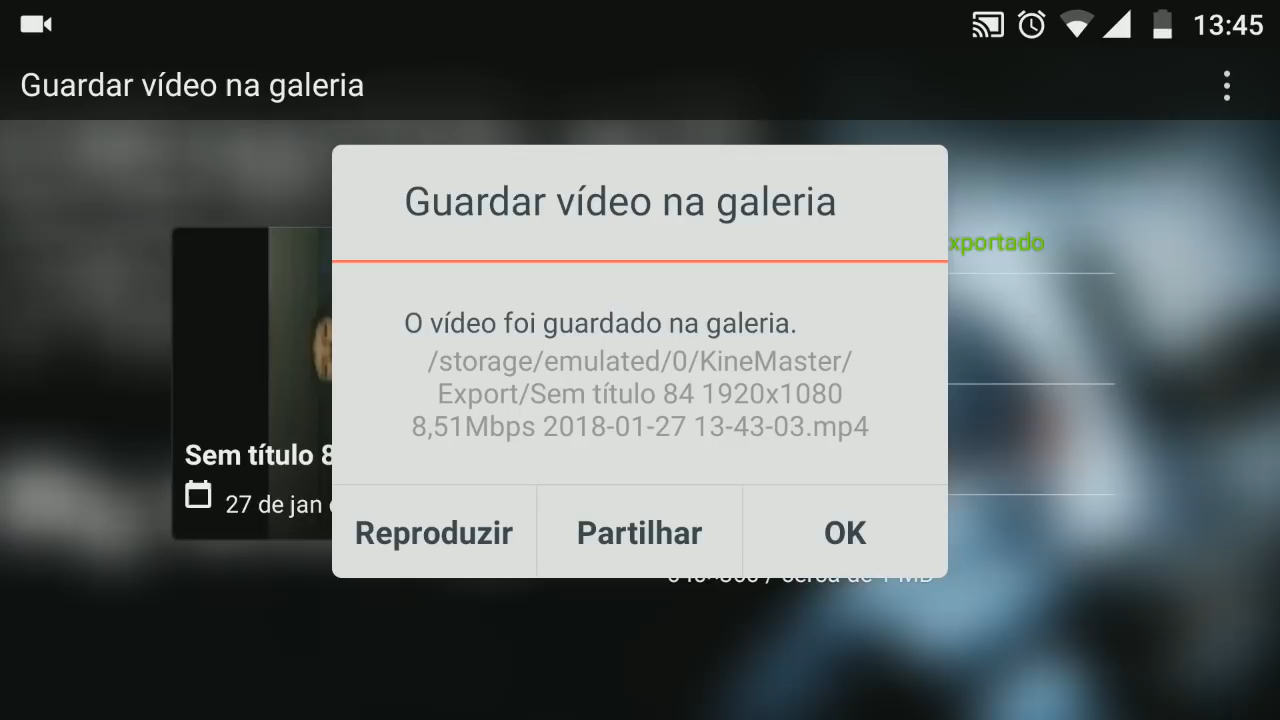 13:45
Guardar vídeo na galeria
Guardar vídeo na galeria
xportado
O vídeo foi guardado na galeria.
/storage/emulated/0/KineMaster/
Export/Sem título 84 1920x1080
8,51Mbps 2018-01-27 13-43-03.mp4
Sem título 8
27 de jan
Reproduzir
Partilhar
OK